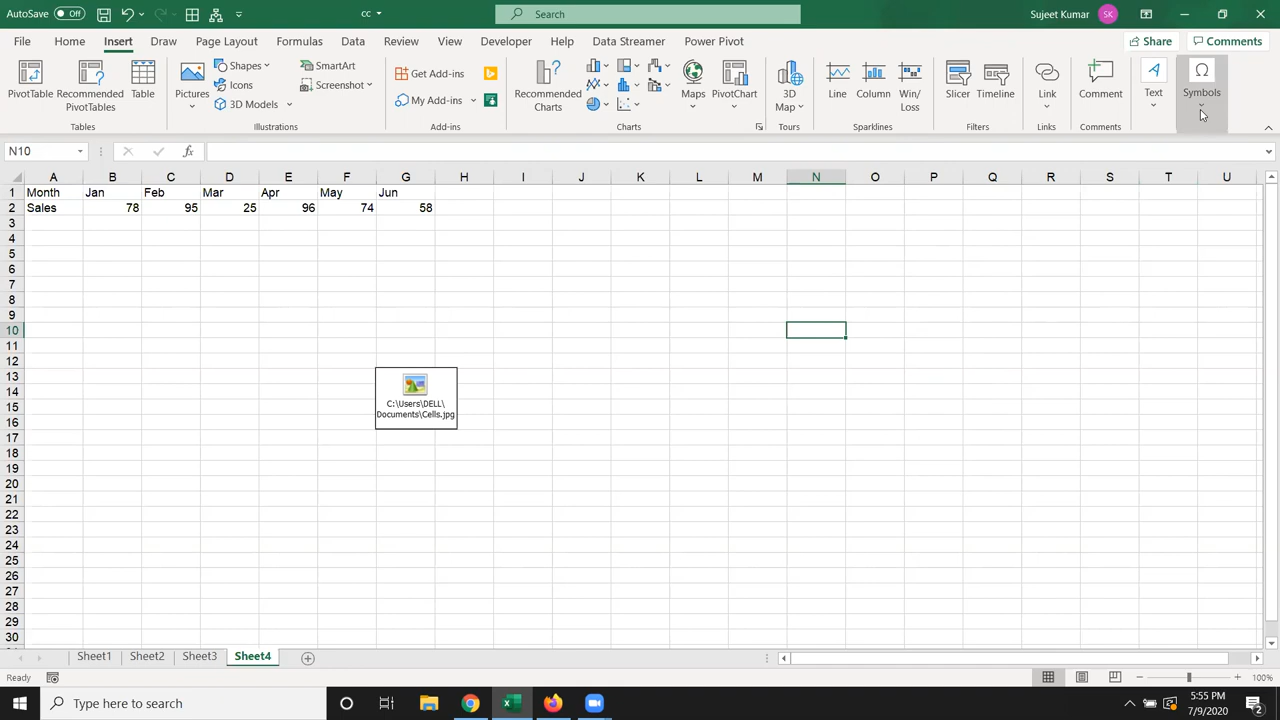 AutoSave Off cc Search Sujeet Kumar SK
File Home Insert Draw Page Layout Formulas Data Review View Developer Help Data Streamer Power Pivot Share Comments
PivotTable Recommended PivotTables Table Pictures Shapes Icons 3D Models SmartArt Screenshot Get Add-ins My Add-ins Recommended Charts Maps PivotChart 3D Map Line Column Win/Loss Slicer Timeline Link Comment Text Symbols
Tables Illustrations Add-ins Charts Tours Sparklines Filters Links Comments
N10 fx
A B C D E F G H I J K L M N O P Q R S T U
1 Month Jan Feb Mar Apr May Jun
2 Sales 78 95 25 96 74 58
3
4
5
6
7
8
9
10
11
12
13
14
15
16
17
18
19
20
21
22
23
24
25
26
27
28
29
30
C:\Users\DELL\
Documents\Cells.jpg
Sheet1 Sheet2 Sheet3 Sheet4
Ready 100%
Type here to search 5:55 PM
7/9/2020 2